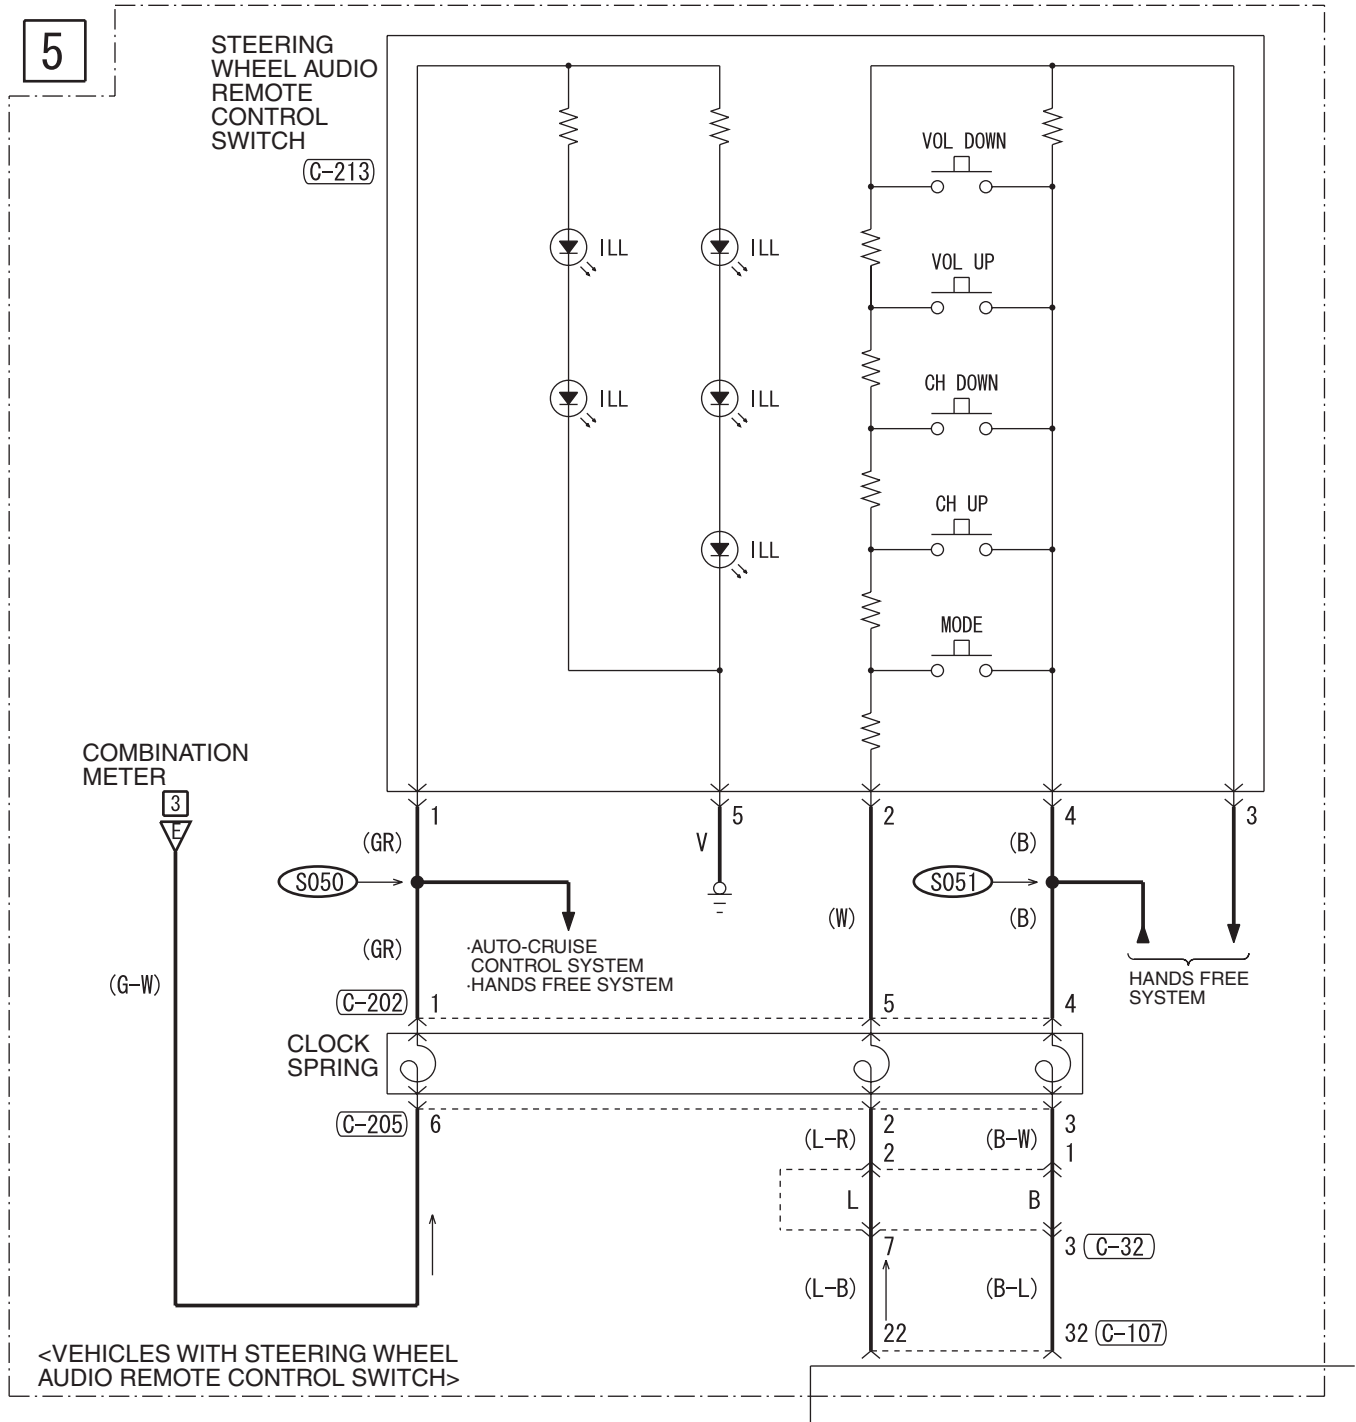 5
STEERING
WHEEL AUDIO
REMOTE
CONTROL
SWITCH
C-213
VOL DOWN
ILL
ILL
VOL UP
ILL
ILL
CH DOWN
CH UP
ILL
MODE
COMBINATION
METER
3
E
1
5
2
4
3
(GR)
V
(B)
S050
S051
(W)
(B)
(GR)
·AUTO-CRUISE
CONTROL SYSTEM
·HANDS FREE SYSTEM
HANDS FREE
SYSTEM
(G-W)
C-202
1
5
4
CLOCK
SPRING
C-205
6
2
3
(L-R)
(B-W)
2
1
L
B
7
3
C-32
(L-B)
(B-L)
22
32
C-107
<VEHICLES WITH STEERING WHEEL
AUDIO REMOTE CONTROL SWITCH>